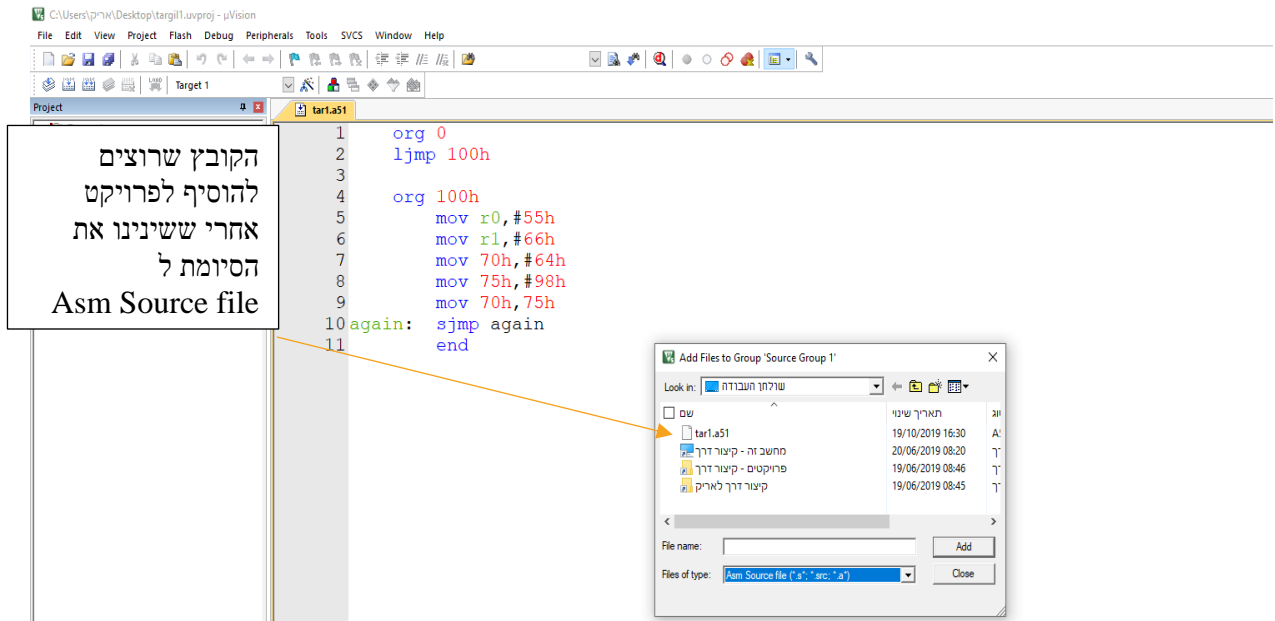 C:\Users\אריק\Desktop\targil1.uvproj - µVision
File Edit View Project Flash Debug Peripherals Tools SVCS Window Help
LOAD Target 1
Project
tar1.a51
הקובץ שרוצים
להוסיף לפרויקט
אחרי ששינינו את
הסיומת ל
Asm Source file
1 org 0
2 ljmp 100h
3
4 org 100h
5 mov r0,#55h
6 mov r1,#66h
7 mov 70h,#64h
8 mov 75h,#98h
9 mov 70h,75h
10 again: sjmp again
11 end
Add Files to Group 'Source Group 1'
Look in: שולחן העבודה
שם תאריך שינוי
tar1.a51 19/10/2019 16:30
מחשב זה - קיצור דרך 20/06/2019 08:20
פרויקטים - קיצור דרך 19/06/2019 08:46
קיצור דרך לאריק 19/06/2019 08:45
File name: Add
Files of type: Asm Source file (*.s*; *.src; *.a*) Close